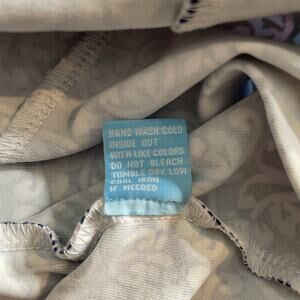 HAND WASH COLD
INSIDE OUT
WITH LIKE COLORS
DO NOT BLEACH
TUMBLE DRY LOW
COOL IRON
IF NEEDED